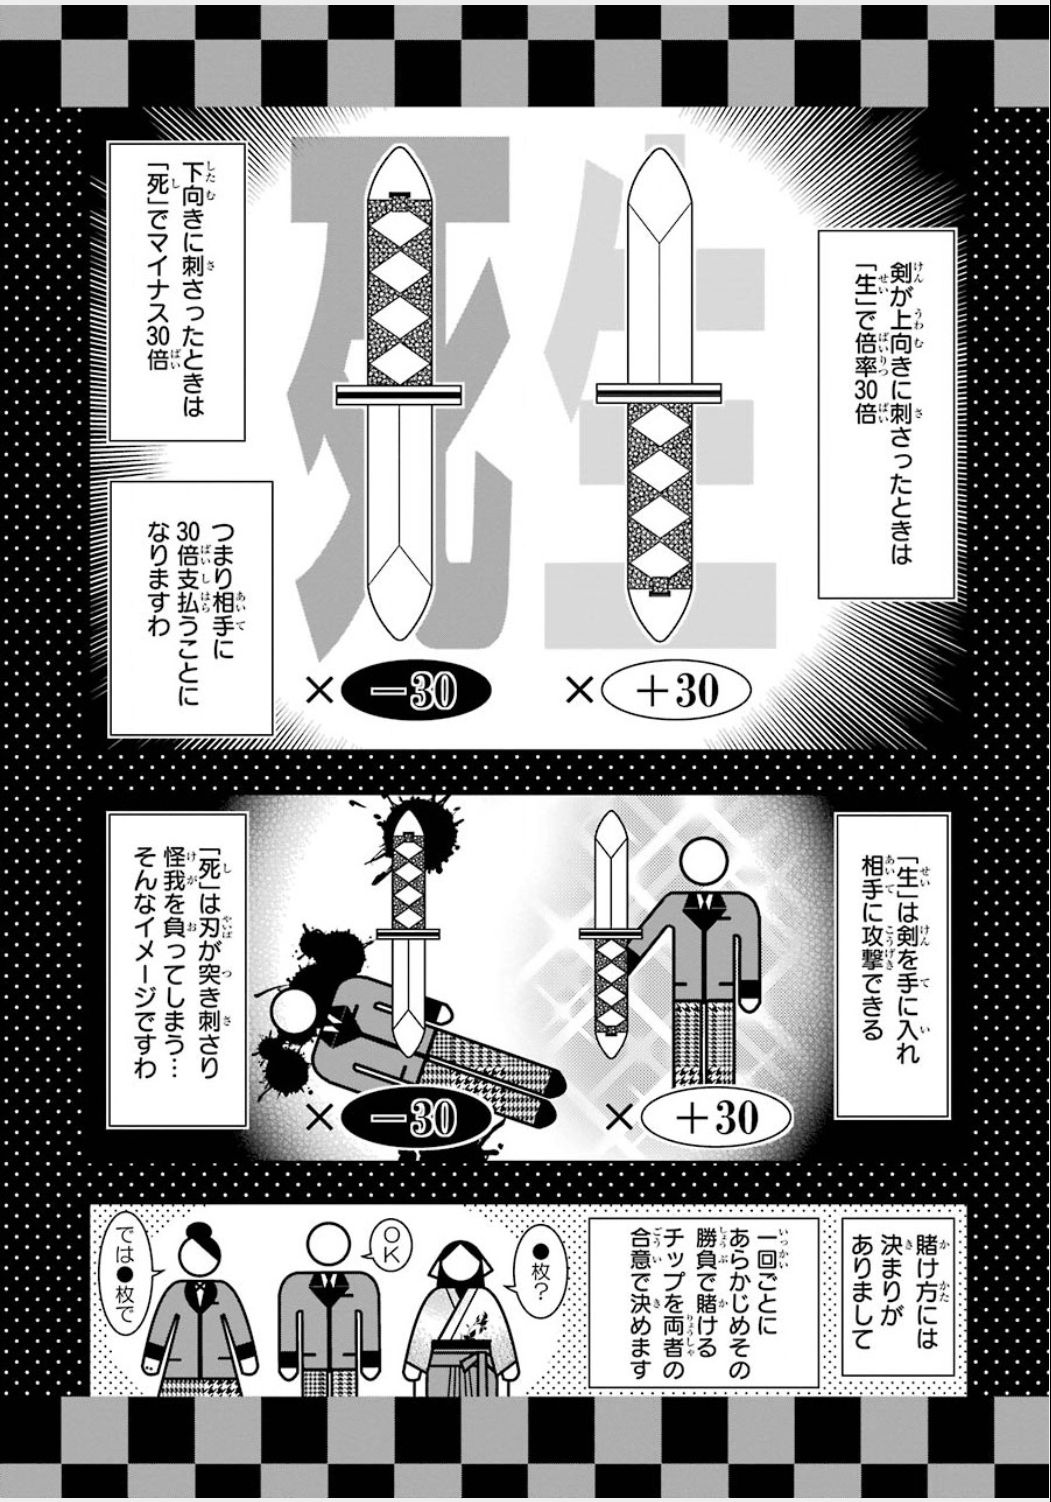 剣が上向きに刺さったときは
「生」で倍率30倍
生
×＋30
下向きに刺さったときは
「死」でマイナス30倍
死
つまり相手に
30倍支払うことに
なりますわ
×－30
「生」は剣を手に入れ
相手に攻撃できる
×＋30
「死」は刃が突き刺さり
怪我を負ってしまう…
そんなイメージですわ
×－30
賭け方には
決まりが
ありまして
一回ごとに
あらかじめその
勝負で賭ける
チップを両者の
合意で決めます
●枚？
OK
では●枚で